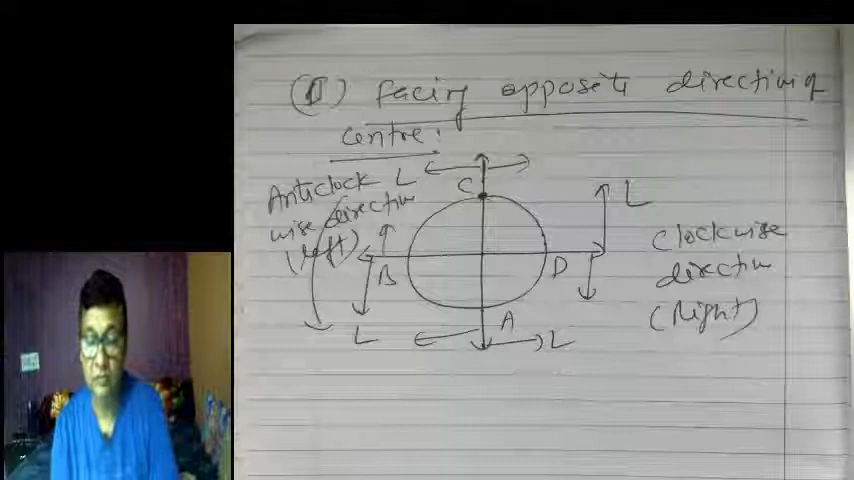 (II) Facing opposite direction of
centre:
Anticlock
wise direction
(left)
L
C
L
B
D
Clockwise
direction
(Right)
L
A
L